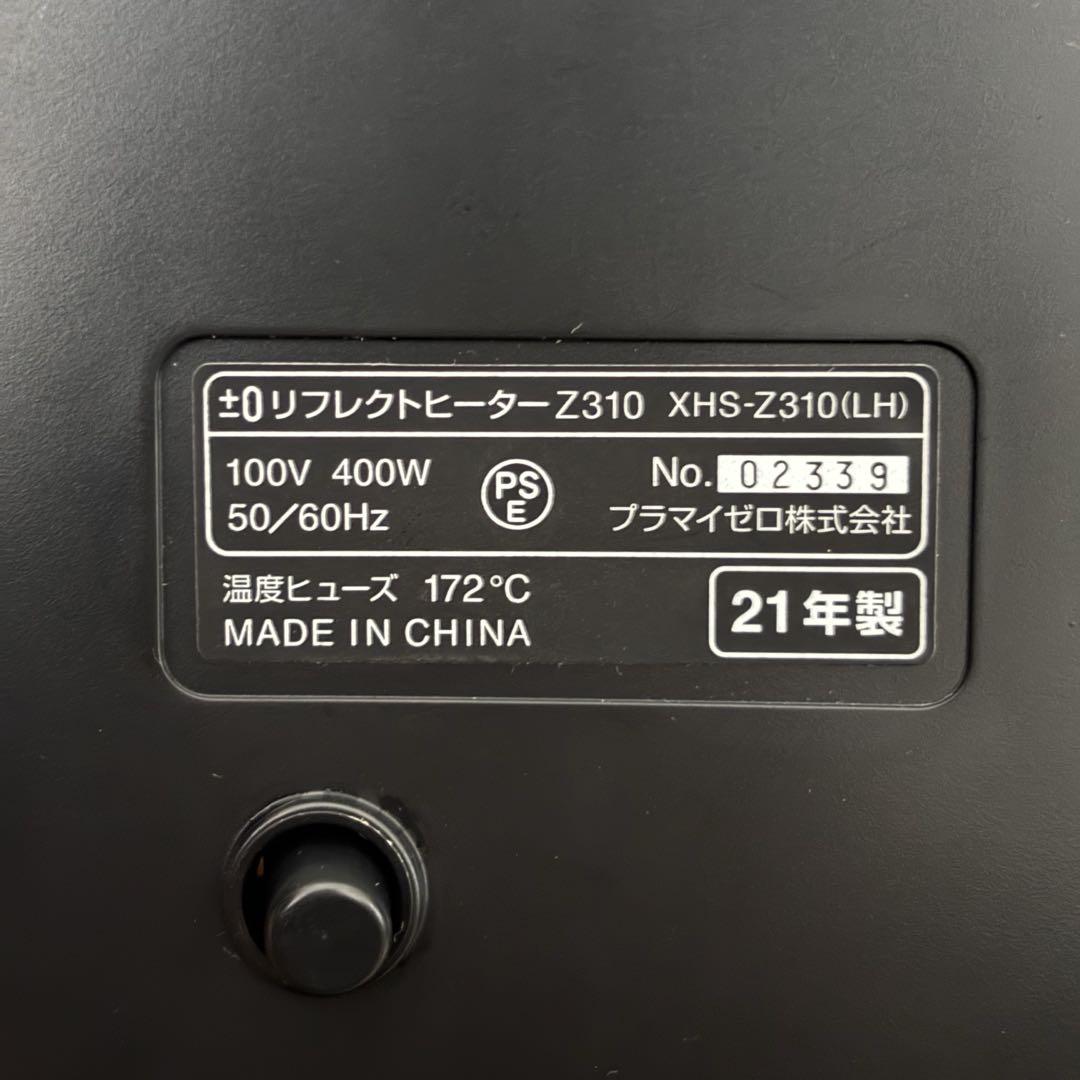 ±0リフレクトヒーターZ310 XHS-Z310(LH)
100V 400W
50/60Hz
PS
E
No. 02339
プラマイゼロ株式会社
温度ヒューズ 172℃
MADE IN CHINA
21年製